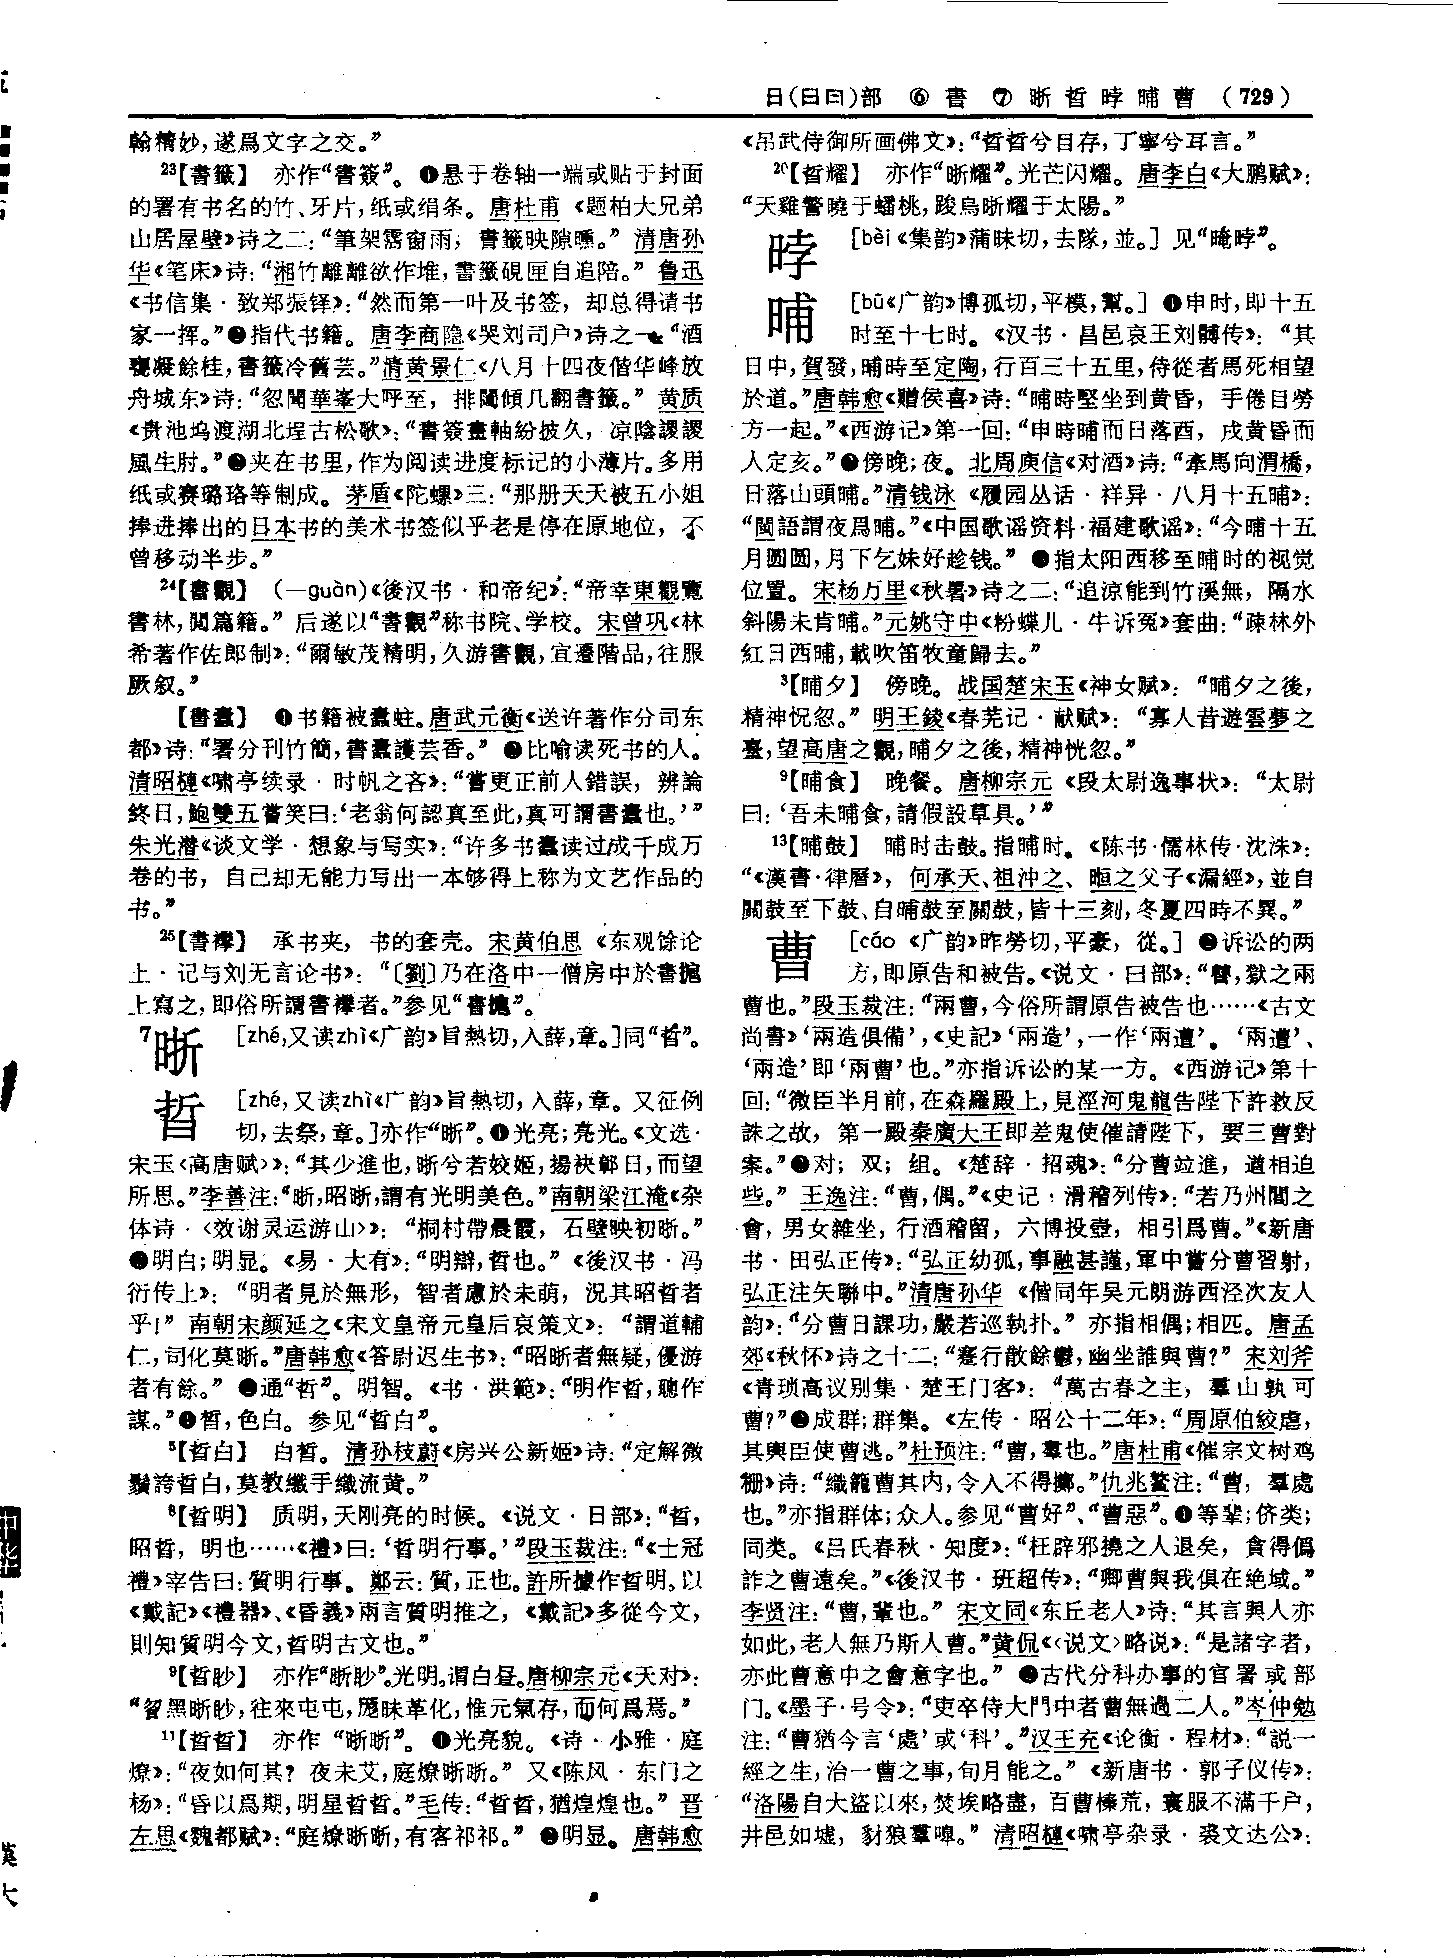 日(日曰)部 ⑥ 書 ⑦ 晣晢㫲晡曹 (729)
翰精妙,遂爲文字之交。”
23【書籤】 亦作“書簽”。❶悬于卷轴一端或贴于封面
的署有书名的竹、牙片,纸或绢条。唐杜甫《题柏大兄弟
山居屋壁》诗之二:“筆架霑窗雨,書籤映隙曛。” 清唐孙
华《笔床》诗:“湘竹離離欲作堆,書籤硯匣自追陪。” 鲁迅
《书信集·致郑振铎》:“然而第一叶及书签,却总得请书
家一挥。”❷指代书籍。唐李商隐《哭刘司户》诗之一:“酒
甕凝餘桂,書籤冷舊芸。”清黄景仁《八月十四夜偕华峰放
舟城东》诗:“忽聞華峯大呼至,排闥傾几翻書籤。” 黄质
《贵池坞渡湖北埕古松歌》:“書簽畫軸紛披久,凉陰謖謖
風生肘。”❸夹在书里,作为阅读进度标记的小薄片。多用
纸或赛璐珞等制成。茅盾《陀螺》三:“那册天天被五小姐
捧进捧出的日本书的美术书签似乎老是停在原地位,不
曾移动半步。”
24【書觀】 (—guàn)《後汉书·和帝纪》:“帝幸東觀覽
書林,閲篇籍。” 后遂以“書觀”称书院、学校。宋曾巩《林
希著作佐郎制》:“爾敏茂精明,久游書觀,宜遷階品,往服
厥叙。”
【書蠹】 ❶书籍被蠹蛀。唐武元衡《送许著作分司东
都》诗:“署分刊竹簡,書蠹護芸香。” ❷比喻读死书的人。
清昭槤《啸亭续录·时帆之吝》:“嘗更正前人錯誤,辨論
終日,鮑雙五嘗笑曰:‘老翁何認真至此,真可謂書蠹也。’”
朱光潜《谈文学·想象与写实》:“许多书蠹读过成千成万
卷的书,自己却无能力写出一本够得上称为文艺作品的
书。”
25【書襻】 承书夹,书的套壳。宋黄伯思《东观馀论
上·记与刘无言论书》:“〔劉〕乃在洛中一僧房中於書
上寫之,即俗所謂書襻者。”参见“書”。
7晣 [zhé,又读zhì《广韵》旨熱切,入薛,章。]同“晢”。
晢 [zhé,又读zhì《广韵》旨熱切,入薛,章。又征例
切,去祭,章。]亦作“晣”。❶光亮;亮光。《文选·
宋玉〈高唐赋〉》:“其少進也,晣兮若姣姬,揚袂鄣日,而望
所思。”李善注:“晣,昭晣,謂有光明美色。”南朝梁江淹《杂
体诗·〈效谢灵运游山〉》:“桐村帶晨霞,石壁映初晣。”
❷明白;明显。《易·大有》:“明辯,晢也。”《後汉书·冯
衍传上》:“明者見於無形,智者慮於未萌,況其昭晢者
乎!” 南朝宋颜延之《宋文皇帝元皇后哀策文》:“謂道輔
仁,司化莫晣。”唐韩愈《答尉迟生书》:“昭晣者無疑,優游
者有餘。” ❸通“哲”。明智。《书·洪範》:“明作晢,聰作
謀。”❹皙,色白。参见“晢白”。
5【晢白】 白皙。清孙枝蔚《房兴公新姬》诗:“定解微
鬚誇晢白,莫教纖手織流黄。”
8【晢明】 质明,天刚亮的时候。《说文·日部》:“晢,
昭晢,明也……《禮》曰:‘晢明行事。’”段玉裁注:“《士冠
禮》宰告曰:質明行事。鄭云:質,正也。許所據作晢明。以
《戴記》《禮器》、《昏義》兩言質明推之,《戴記》多從今文,
則知質明今文,晢明古文也。”
9【晢眇】 亦作“晣眇”。光明。谓白昼。唐柳宗元《天对》:
“曶黑晣眇,往來屯屯,厖昧革化,惟元氣存,而何爲焉。”
11【晢晢】 亦作“晣晣”。❶光亮貌。《诗·小雅·庭
燎》:“夜如何其?夜未艾,庭燎晣晣。” 又《陈风·东门之
杨》:“昏以爲期,明星晢晢。”毛传:“晢晢,猶煌煌也。” 晋
左思《魏都赋》:“庭燎晣晣,有客祁祁。” ❷明显。唐韩愈
《吊武侍御所画佛文》:“晢晢兮目存,丁寧兮耳言。”
20【晢耀】 亦作“晣耀”。光芒闪耀。唐李白《大鹏赋》:
“天雞警曉于蟠桃,踆烏晣耀于太陽。”
㫲 [bèi《集韵》蒲昧切,去隊,並。] 见“晻㫲”。
晡 [bū《广韵》博孤切,平模,幫。]❶申时,即十五
时至十七时。《汉书·昌邑哀王刘髆传》:“其
日中,賀發,晡時至定陶,行百三十五里,侍從者馬死相望
於道。”唐韩愈《赠侯喜》诗:“晡時堅坐到黄昏,手倦目勞
方一起。”《西游记》第一回:“申時晡而日落酉,戌黄昏而
人定亥。”❷傍晚;夜。北周庾信《对酒》诗:“牽馬向渭橋,
日落山頭晡。”清钱泳《履园丛话·祥异·八月十五晡》:
“閩語謂夜爲晡。”《中国歌谣资料·福建歌谣》:“今晡十五
月圆圆,月下乞妹好趁钱。” ❸指太阳西移至晡时的视觉
位置。宋杨万里《秋暑》诗之二:“追涼能到竹溪無,隔水
斜陽未肯晡。”元姚守中《粉蝶儿·牛诉冤》套曲:“疎林外
紅日西晡,載吹笛牧童歸去。”
3【晡夕】 傍晚。战国楚宋玉《神女赋》:“晡夕之後,
精神怳忽。” 明王錂《春芜记·献赋》:“寡人昔遊雲夢之
臺,望高唐之觀,晡夕之後,精神恍忽。”
9【晡食】 晚餐。唐柳宗元《段太尉逸事状》:“太尉
曰:‘吾未晡食,請假設草具。’”
13【晡鼓】 晡时击鼓。指晡时。《陈书·儒林传·沈洙》:
“《漢書·律曆》,何承天、祖沖之、暅之父子《漏經》,並自
關鼓至下鼓、自晡鼓至關鼓,皆十三刻,冬夏四時不異。”
曹 [cáo《广韵》昨勞切,平豪,從。]❶诉讼的两
方,即原告和被告。《说文·曰部》:“曹,獄之兩
曹也。”段玉裁注:“兩曹,今俗所謂原告被告也……《古文
尚書》‘兩造俱備’,《史記》‘兩造’,一作‘兩遭’。‘兩遭’、
‘兩造’即‘兩曹’也。”亦指诉讼的某一方。《西游记》第十
回:“微臣半月前,在森羅殿上,見涇河鬼龍告陛下許救反
誅之故,第一殿秦廣大王即差鬼使催請陛下,要三曹對
案。”❷对;双;组。《楚辞·招魂》:“分曹竝進,遒相迫
些。” 王逸注:“曹,偶。”《史记·滑稽列传》:“若乃州閭之
會,男女雜坐,行酒稽留,六博投壺,相引爲曹。”《新唐
书·田弘正传》:“弘正幼孤,事融甚謹,軍中嘗分曹習射,
弘正注矢聯中。”清唐孙华《偕同年吴元朗游西泾次友人
韵》:“分曹日課功,嚴若巡執扑。” 亦指相偶;相匹。唐孟
郊《秋怀》诗之十二:“蹇行散餘鬱,幽坐誰與曹?” 宋刘斧
《青琐高议别集·楚王门客》:“萬古春之主,羣山孰可
曹?”❸成群;群集。《左传·昭公十二年》:“周原伯絞虐,
其輿臣使曹逃。”杜预注:“曹,羣也。”唐杜甫《催宗文树鸡
栅》诗:“織籠曹其内,令入不得擲。”仇兆鳌注:“曹,羣處
也。”亦指群体;众人。参见“曹好”、“曹惡”。❹等辈;侪类;
同类。《吕氏春秋·知度》:“枉辟邪撓之人退矣,貪得僞
詐之曹遠矣。”《後汉书·班超传》:“卿曹與我俱在絶域。”
李贤注:“曹,輩也。” 宋文同《东丘老人》诗:“其言與人亦
如此,老人無乃斯人曹。”黄侃《〈说文〉略说》:“是諸字者,
亦此曹意中之會意字也。” ❺古代分科办事的官署或部
门。《墨子·号令》:“吏卒侍大門中者曹無過二人。”岑仲勉
注:“曹猶今言‘處’或‘科’。”汉王充《论衡·程材》:“説一
經之生,治一曹之事,旬月能之。” 《新唐书·郭子仪传》:
“洛陽自大盗以來,焚埃略盡,百曹榛荒,寰服不滿千户,
井邑如墟,豺狼羣嗥。” 清昭槤《啸亭杂录·裘文达公》: